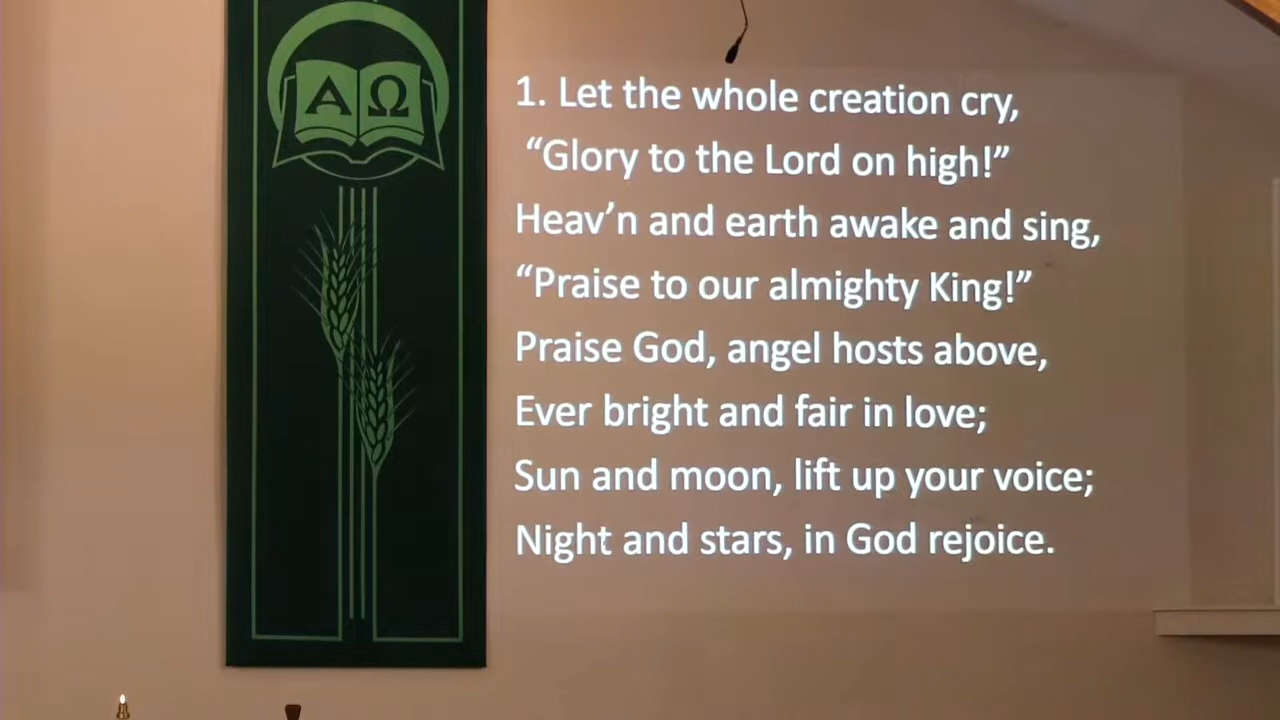 Α Ω
1. Let the whole creation cry,
“Glory to the Lord on high!”
Heav’n and earth awake and sing,
“Praise to our almighty King!”
Praise God, angel hosts above,
Ever bright and fair in love;
Sun and moon, lift up your voice;
Night and stars, in God rejoice.